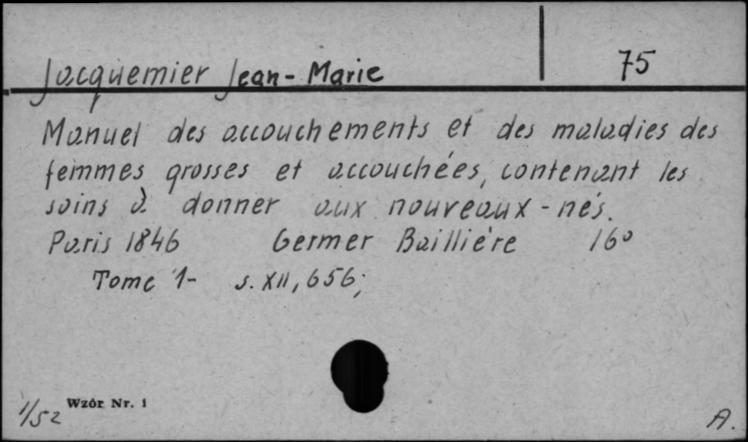 Jacquemier Jean-Marie 75
Manuel des accouchements et des maladies des
femmes grosses et accouchées, contenant les
soins à donner aux nouveaux-nés.
Paris 1846 Germer Baillière 16°
Tome 1- s. XII, 656;
1/52 Wzór Nr. 1 A.